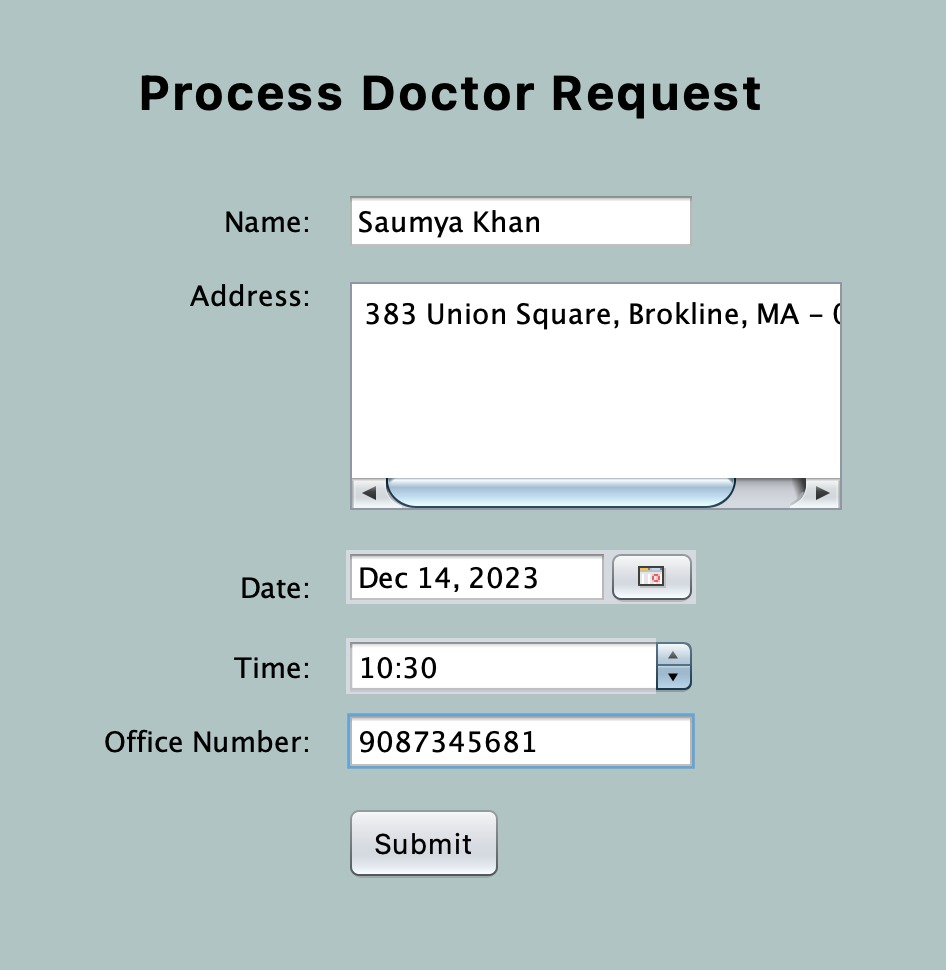 Process Doctor Request
Name: Saumya Khan
Address: 383 Union Square, Brokline, MA –
Date: Dec 14, 2023
Time: 10:30
Office Number: 9087345681
Submit